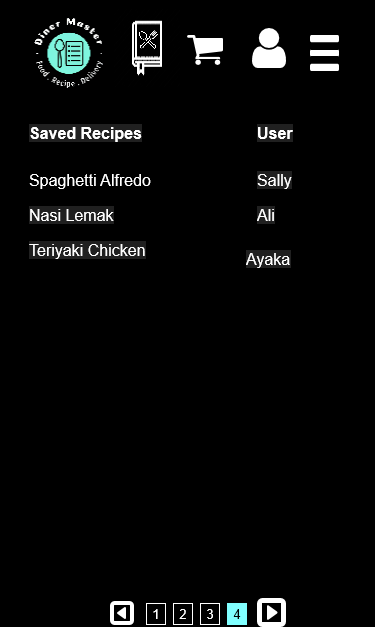 Diner Master
Food . Recipe . Delivery
Saved Recipes User
Spaghetti Alfredo Sally
Nasi Lemak Ali
Teriyaki Chicken Ayaka
1 2 3 4